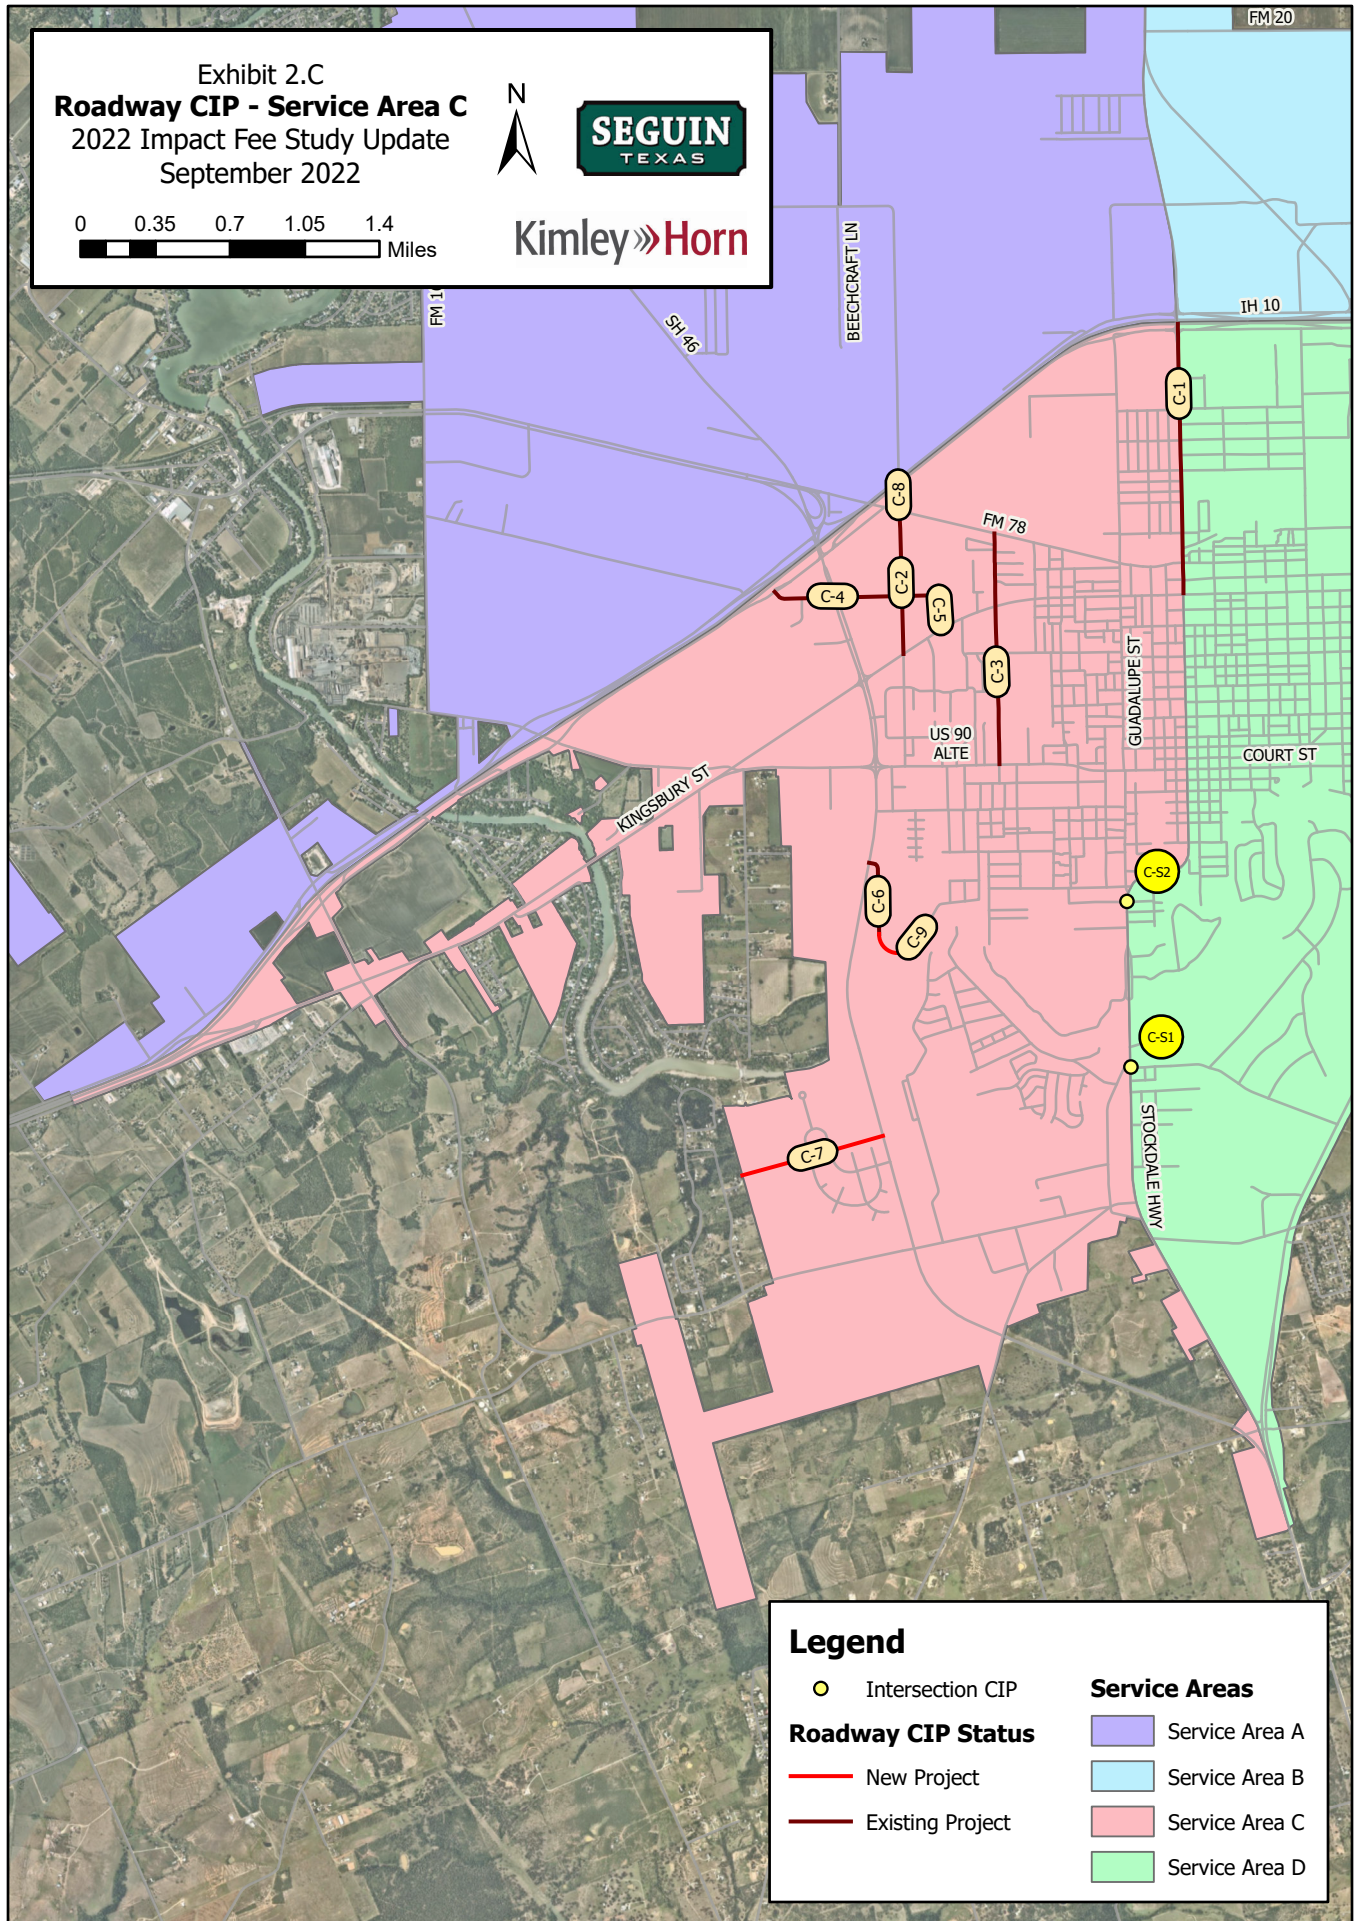 FM 20
Exhibit 2.C
Roadway CIP - Service Area C
2022 Impact Fee Study Update
September 2022
N
SEGUIN
TEXAS
0 0.35 0.7 1.05 1.4
Miles
Kimley»Horn
FM
SH 46
BEECHCRAFT LN
IH 10
C-1
C-8
FM 78
C-2
C-4
C-5
C-3
GUADALUPE ST
US 90
ALTE
COURT ST
KINGSBURY ST
C-S2
C-6
C-9
C-S1
C-7
STOCKDALE HWY
Legend
Intersection CIP
Roadway CIP Status
New Project
Existing Project
Service Areas
Service Area A
Service Area B
Service Area C
Service Area D